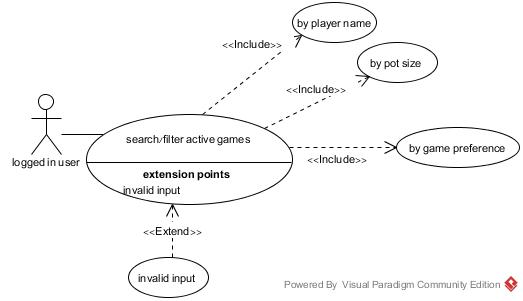 by player name
<<Include>>
by pot size
<<Include>>
search/filter active games
by game preference
<<Include>>
logged in user
extension points
invalid input
<<Extend>>
invalid input
Powered By Visual Paradigm Community Edition